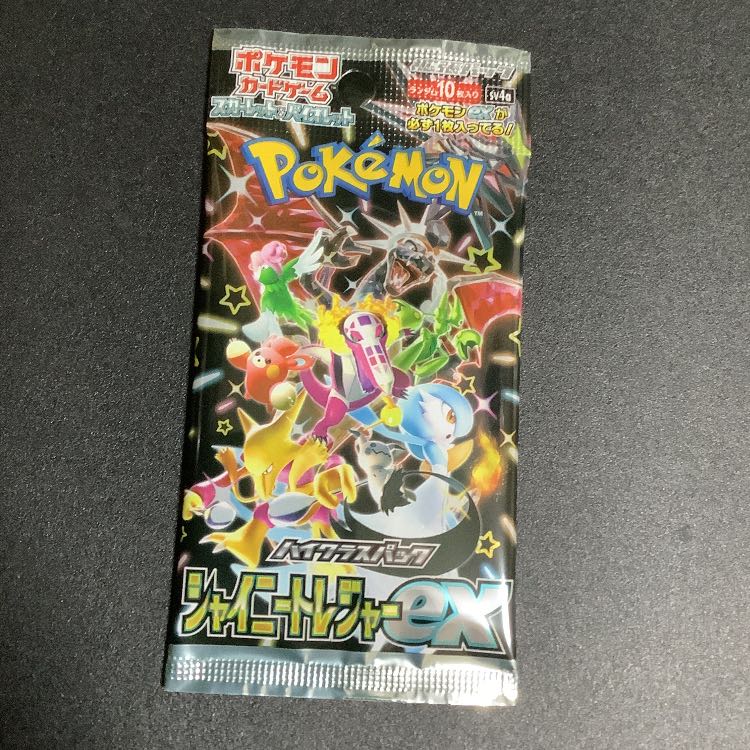 ポケモン
カードゲーム
スカーレット&バイオレット
ランダム10枚入り
sv4a
ポケモンexが
必ず1枚入ってる!
POKéMON
TM
ハイクラスパック
シャイニートレジャーex